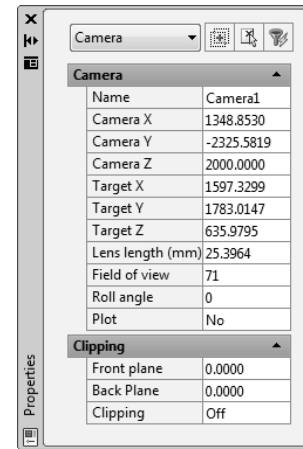 Camera
Camera
Name Camera1
Camera X 1348.8530
Camera Y -2325.5819
Camera Z 2000.0000
Target X 1597.3299
Target Y 1783.0147
Target Z 635.9795
Lens length (mm) 25.3964
Field of view 71
Roll angle 0
Plot No
Clipping
Front plane 0.0000
Back Plane 0.0000
Clipping Off
Properties